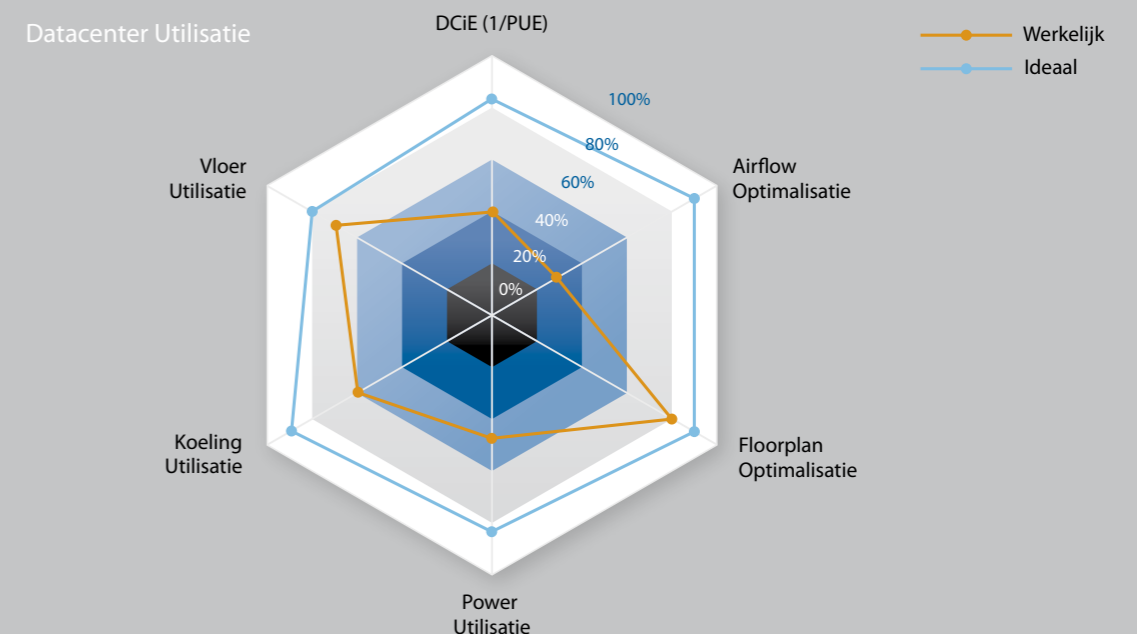 Datacenter Utilisatie
DCiE (1/PUE)
Werkelijk
Ideaal
100%
80%
60%
40%
20%
0%
Vloer
Utilisatie
Airflow
Optimalisatie
Koeling
Utilisatie
Floorplan
Optimalisatie
Power
Utilisatie